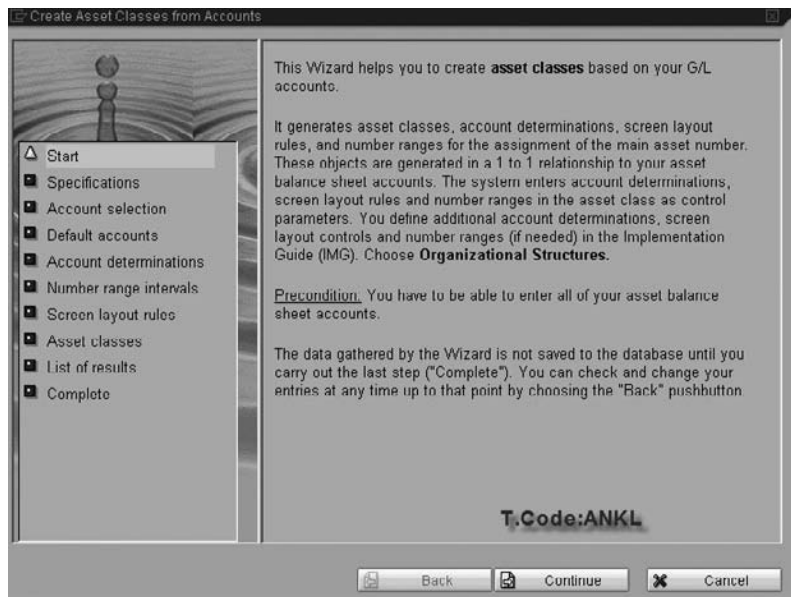 Create Asset Classes from Accounts
Start
Specifications
Account selection
Default accounts
Account determinations
Number range intervals
Screen layout rules
Asset classes
List of results
Complete
This Wizard helps you to create asset classes based on your G/L
accounts.
It generates asset classes, account determinations, screen layout
rules, and number ranges for the assignment of the main asset number.
These objects are generated in a 1 to 1 relationship to your asset
balance sheet accounts. The system enters account determinations,
screen layout rules and number ranges in the asset class as control
parameters. You define additional account determinations, screen
layout controls and number ranges (if needed) in the Implementation
Guide (IMG). Choose Organizational Structures.
Precondition: You have to be able to enter all of your asset balance
sheet accounts.
The data gathered by the Wizard is not saved to the database until you
carry out the last step ("Complete"). You can check and change your
entries at any time up to that point by choosing the "Back" pushbutton
T.Code:ANKL
Back
Continue
Cancel